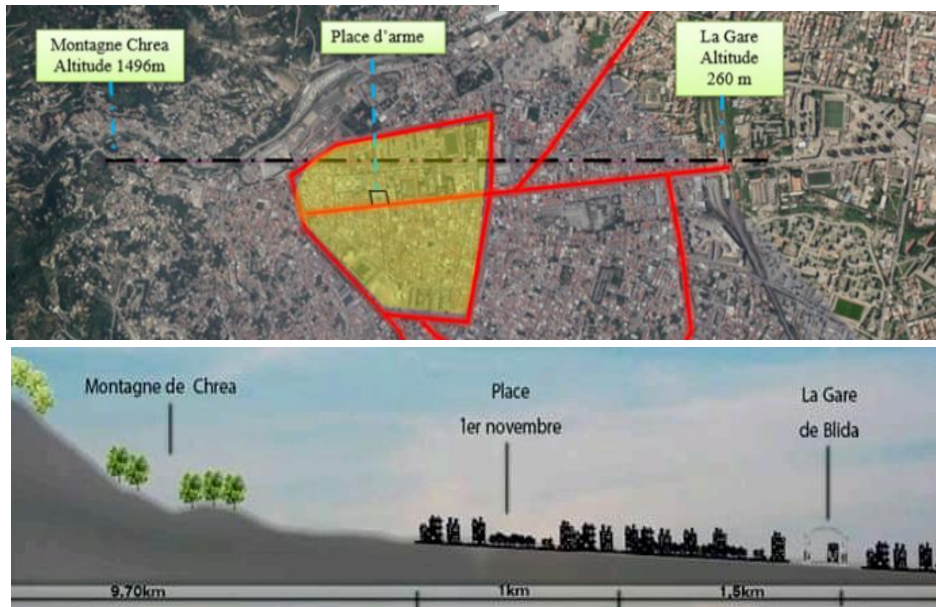 Montagne Chrea
Altitude 1496m
Place d'arme
La Gare
Altitude
260 m
Montagne de Chrea
Place
1er novembre
La Gare
de Blida
9,70km
1km
1,5km